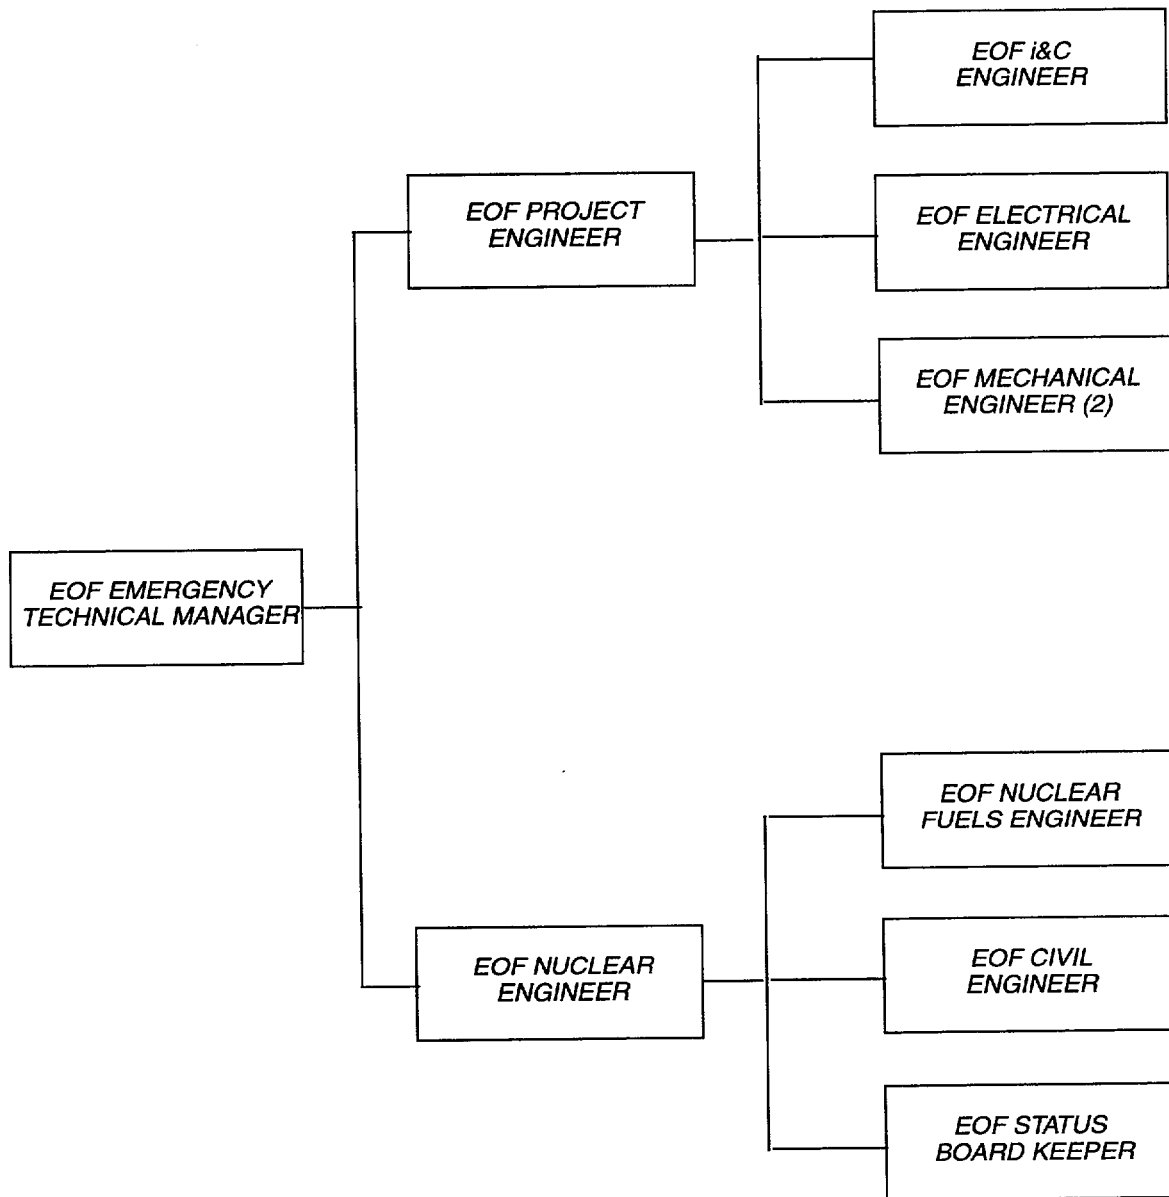 EOF i&C
ENGINEER
EOF PROJECT
ENGINEER
EOF ELECTRICAL
ENGINEER
EOF MECHANICAL
ENGINEER (2)
EOF EMERGENCY
TECHNICAL MANAGER
EOF NUCLEAR
FUELS ENGINEER
EOF NUCLEAR
ENGINEER
EOF CIVIL
ENGINEER
EOF STATUS
BOARD KEEPER